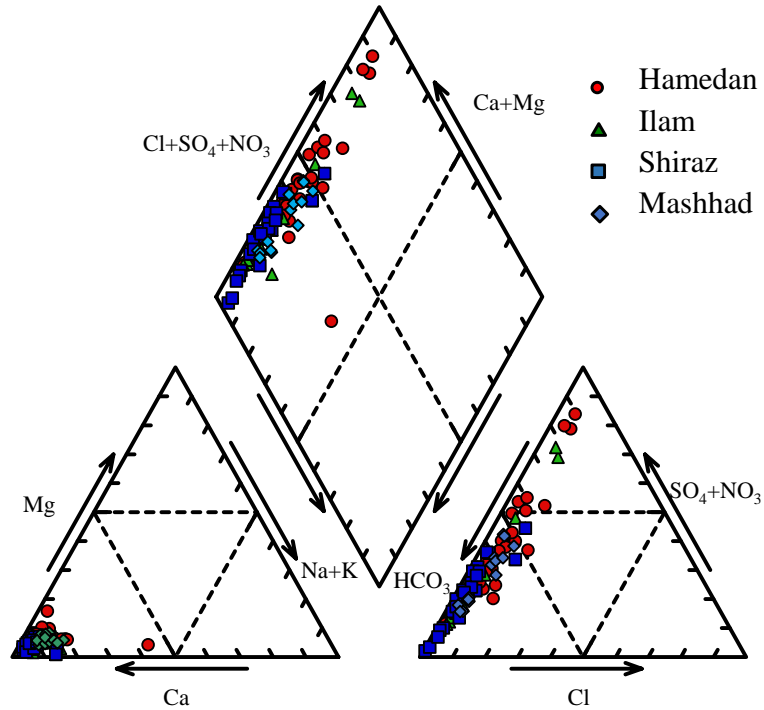 Hamedan
Ilam
Shiraz
Mashhad
Ca+Mg
Cl+SO₄+NO₃
Mg
Na+K
HCO₃
SO₄+NO₃
Ca
Cl